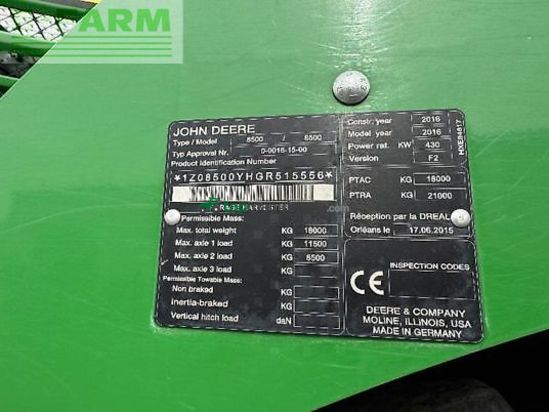 ARM
JOHN DEERE
Type / Model 8500 / 8500
Typ Approval Nr. 0-0016-15-00
Product Identification Number
*1Z08500YHGR515556*
FORAGE HARVESTER
Permissible Mass:
Max. total weight KG 18000
Max. axle 1 load KG 11500
Max. axle 2 load KG 8500
Max. axle 3 load KG
Permissible Towable Mass:
Non braked KG
Inertia-braked KG
Vertical hitch load daN
Constr. year 2016
Model year 2016
Power rat. KW 430
Version F2
PTAC KG 18000
PTRA KG 21000
Réception par la DREAL
Orléans le 17.06.2015
CE
INSPECTION CODES
DEERE & COMPANY
MOLINE, ILLINOIS, USA
MADE IN GERMANY
HXE84817